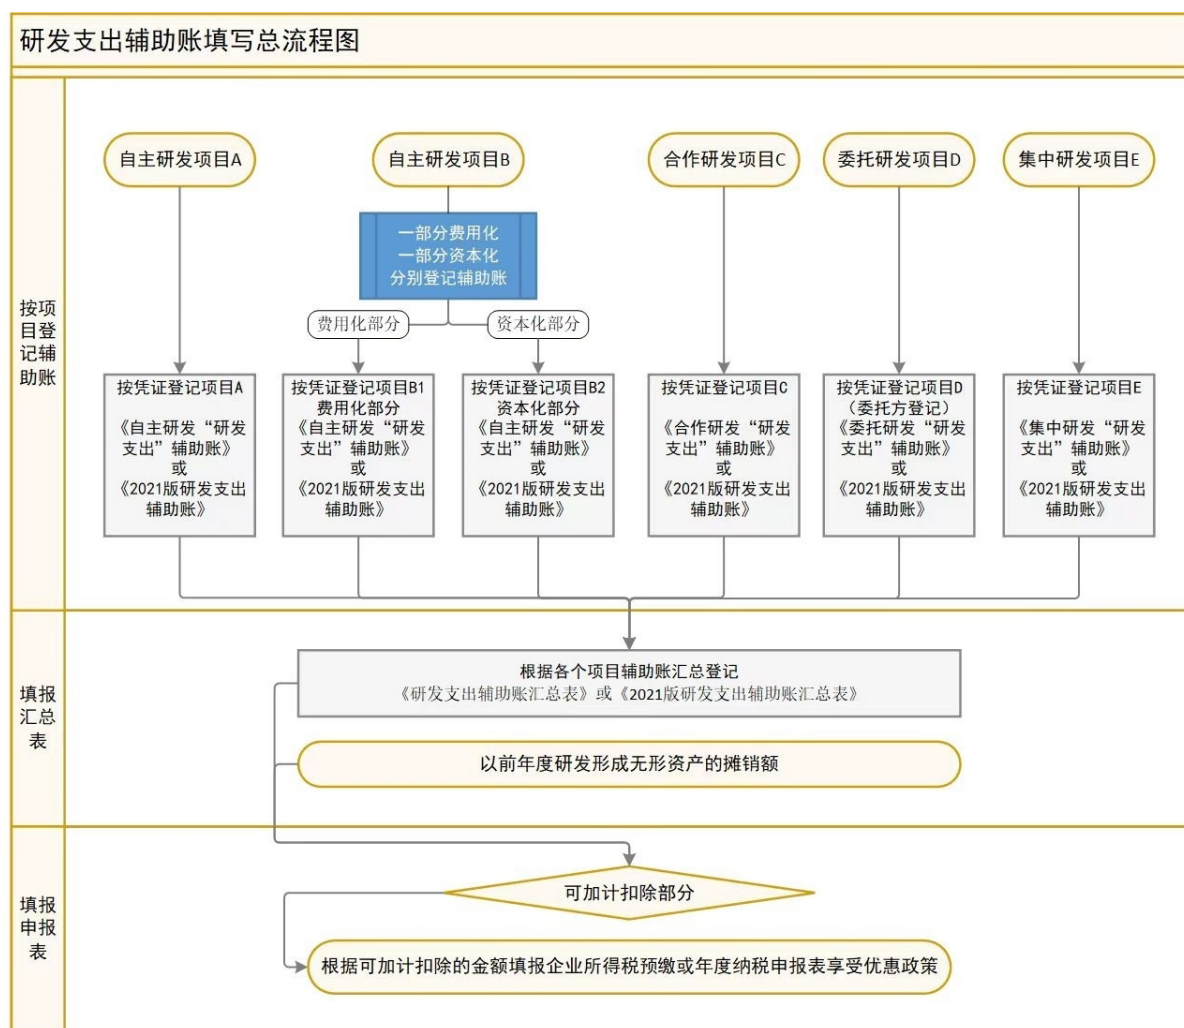 研发支出辅助账填写总流程图
按项
目登
记辅
助账
自主研发项目A
自主研发项目B
合作研发项目C
委托研发项目D
集中研发项目E
一部分费用化
一部分资本化
分别登记辅助账
费用化部分
资本化部分
按凭证登记项目A
《自主研发“研发
支出”辅助账》
或
《2021版研发支出
辅助账》
按凭证登记项目B1
费用化部分
《自主研发“研发
支出”辅助账》
或
《2021版研发支出
辅助账》
按凭证登记项目B2
资本化部分
《自主研发“研发
支出”辅助账》
或
《2021版研发支出
辅助账》
按凭证登记项目C
《合作研发“研发
支出”辅助账》
或
《2021版研发支出
辅助账》
按凭证登记项目D
（委托方登记）
《委托研发“研发
支出”辅助账》
或
《2021版研发支出
辅助账》
按凭证登记项目E
《集中研发“研发
支出”辅助账》
或
《2021版研发支出
辅助账》
填报
汇总
表
根据各个项目辅助账汇总登记
《研发支出辅助账汇总表》或《2021版研发支出辅助账汇总表》
以前年度研发形成无形资产的摊销额
填报
申报
表
可加计扣除部分
根据可加计扣除的金额填报企业所得税预缴或年度纳税申报表享受优惠政策